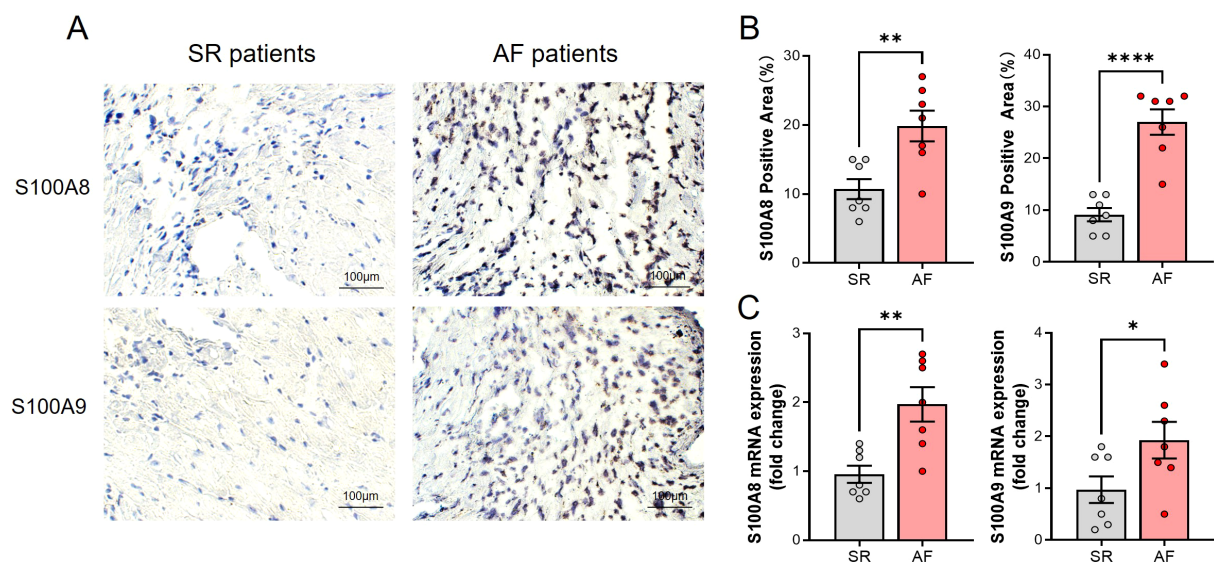 A
SR patients
AF patients
S100A8
100μm
100μm
S100A9
100μm
100μm
B
S100A8 Positive Area(%)
30
20
10
0
**
SR
AF
S100A9 Positive Area(%)
40
30
20
10
0
****
SR
AF
C
S100A8 mRNA expression
(fold change)
3
2
1
0
**
SR
AF
S100A9 mRNA expression
(fold change)
4
3
2
1
0
*
SR
AF